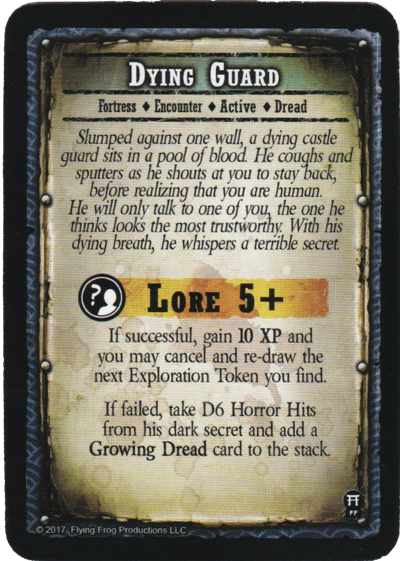 DYING GUARD
Fortress ♦ Encounter ♦ Active ♦ Dread
Slumped against one wall, a dying castle
guard sits in a pool of blood. He coughs and
sputters as he shouts at you to stay back,
before realizing that you are human.
He will only talk to one of you, the one he
thinks looks the most trustworthy. With his
dying breath, he whispers a terrible secret.
?
LORE 5+
If successful, gain 10 XP and
you may cancel and re-draw the
next Exploration Token you find.
If failed, take D6 Horror Hits
from his dark secret and add a
Growing Dread card to the stack.
FF
© 2017 Flying Frog Productions LLC